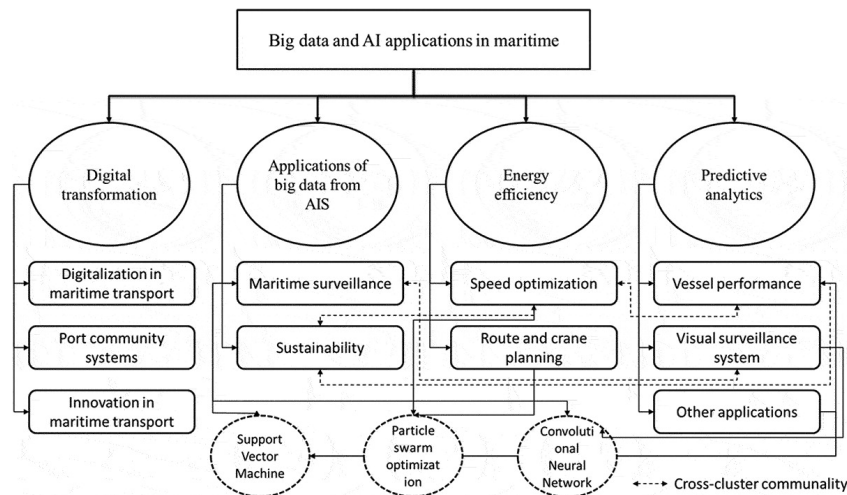 Big data and AI applications in maritime
Digital
transformation
Applications of
big data from
AIS
Energy
efficiency
Predictive
analytics
Digitalization in
maritime transport
Maritime surveillance
Speed optimization
Vessel performance
Port community
systems
Sustainability
Route and crane
planning
Visual surveillance
system
Innovation in
maritime transport
Other applications
Support
Vector
Machine
Particle
swarm
optimizat
ion
Convoluti
onal
Neural
Network
Cross-cluster communality